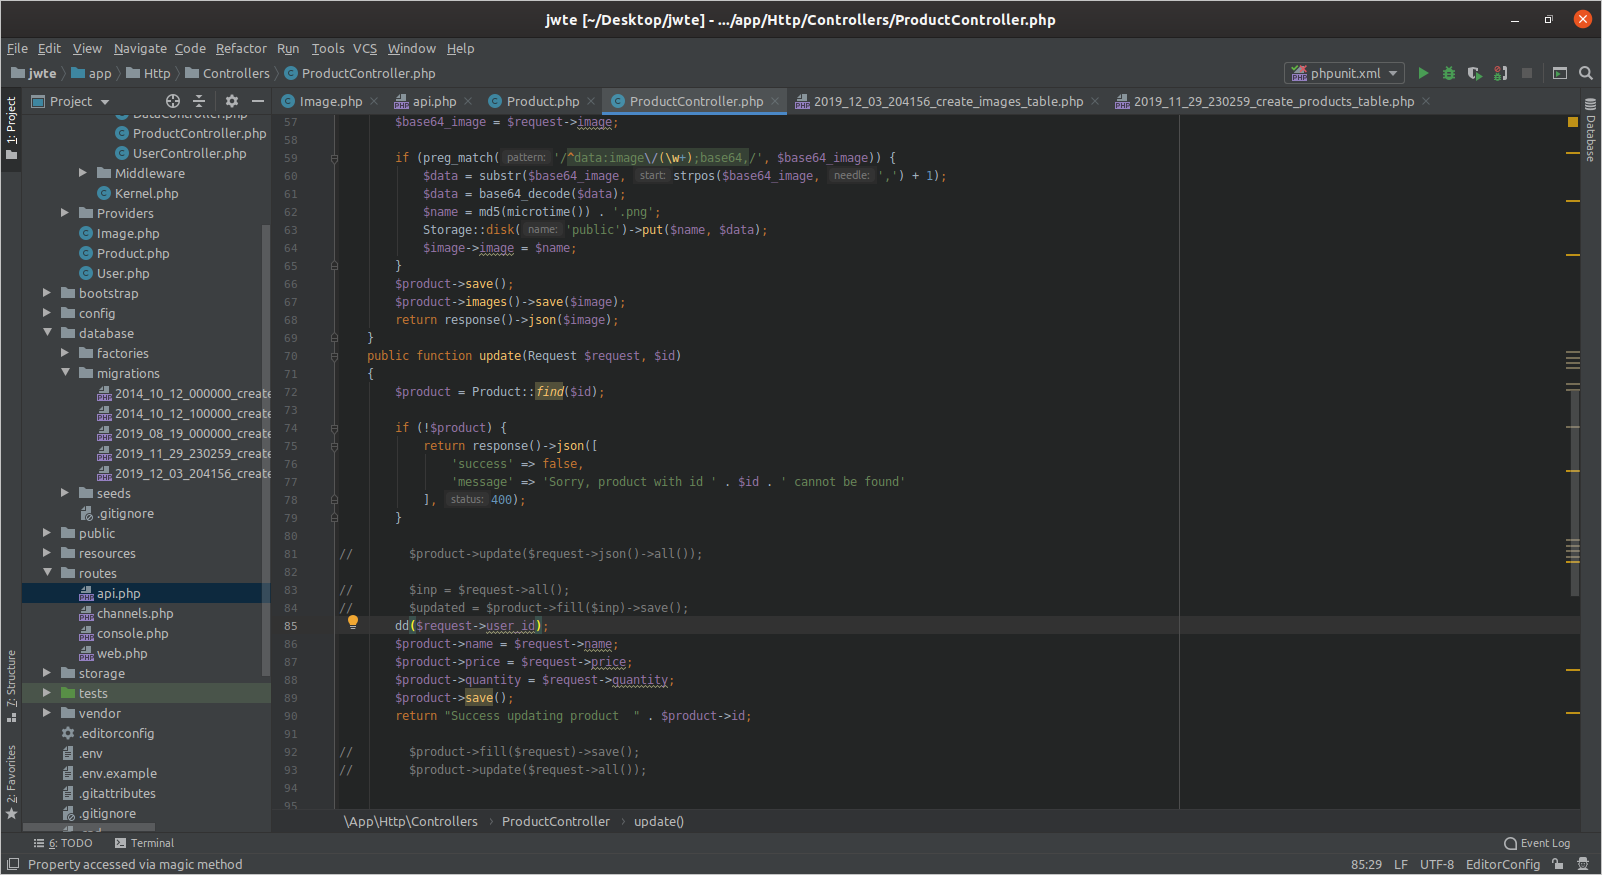 jwte [~/Desktop/jwte] - .../app/Http/Controllers/ProductController.php
File Edit View Navigate Code Refactor Run Tools VCS Window Help
jwte app Http Controllers ProductController.php
phpunit.xml
1: Project
Project
Image.php
api.php
Product.php
ProductController.php
2019_12_03_204156_create_images_table.php
2019_11_29_230259_create_products_table.php
Database
DataController.php
ProductController.php
UserController.php
Middleware
Kernel.php
Providers
Image.php
Product.php
User.php
bootstrap
config
database
factories
migrations
2014_10_12_000000_create
2014_10_12_100000_create
2019_08_19_000000_create
2019_11_29_230259_create
2019_12_03_204156_create
seeds
.gitignore
public
resources
routes
api.php
channels.php
console.php
web.php
storage
tests
vendor
.editorconfig
.env
.env.example
.gitattributes
.gitignore
7: Structure
2: Favorites
57 $base64_image = $request->image;
58
59 if (preg_match( pattern: '/^data:image\/(\w+);base64,/', $base64_image)) {
60 $data = substr($base64_image, start: strpos($base64_image, needle: ',') + 1);
61 $data = base64_decode($data);
62 $name = md5(microtime()) . '.png';
63 Storage::disk( name: 'public')->put($name, $data);
64 $image->image = $name;
65 }
66 $product->save();
67 $product->images()->save($image);
68 return response()->json($image);
69 }
70 public function update(Request $request, $id)
71 {
72 $product = Product::find($id);
73
74 if (!$product) {
75 return response()->json([
76 'success' => false,
77 'message' => 'Sorry, product with id ' . $id . ' cannot be found'
78 ], status: 400);
79 }
80
81 // $product->update($request->json()->all());
82
83 // $inp = $request->all();
84 // $updated = $product->fill($inp)->save();
85 dd($request->user_id);
86 $product->name = $request->name;
87 $product->price = $request->price;
88 $product->quantity = $request->quantity;
89 $product->save();
90 return "Success updating product  " . $product->id;
91
92 // $product->fill($request)->save();
93 // $product->update($request->all());
94
95
\App\Http\Controllers › ProductController › update()
6: TODO Terminal Event Log
Property accessed via magic method 85:29 LF UTF-8 EditorConfig